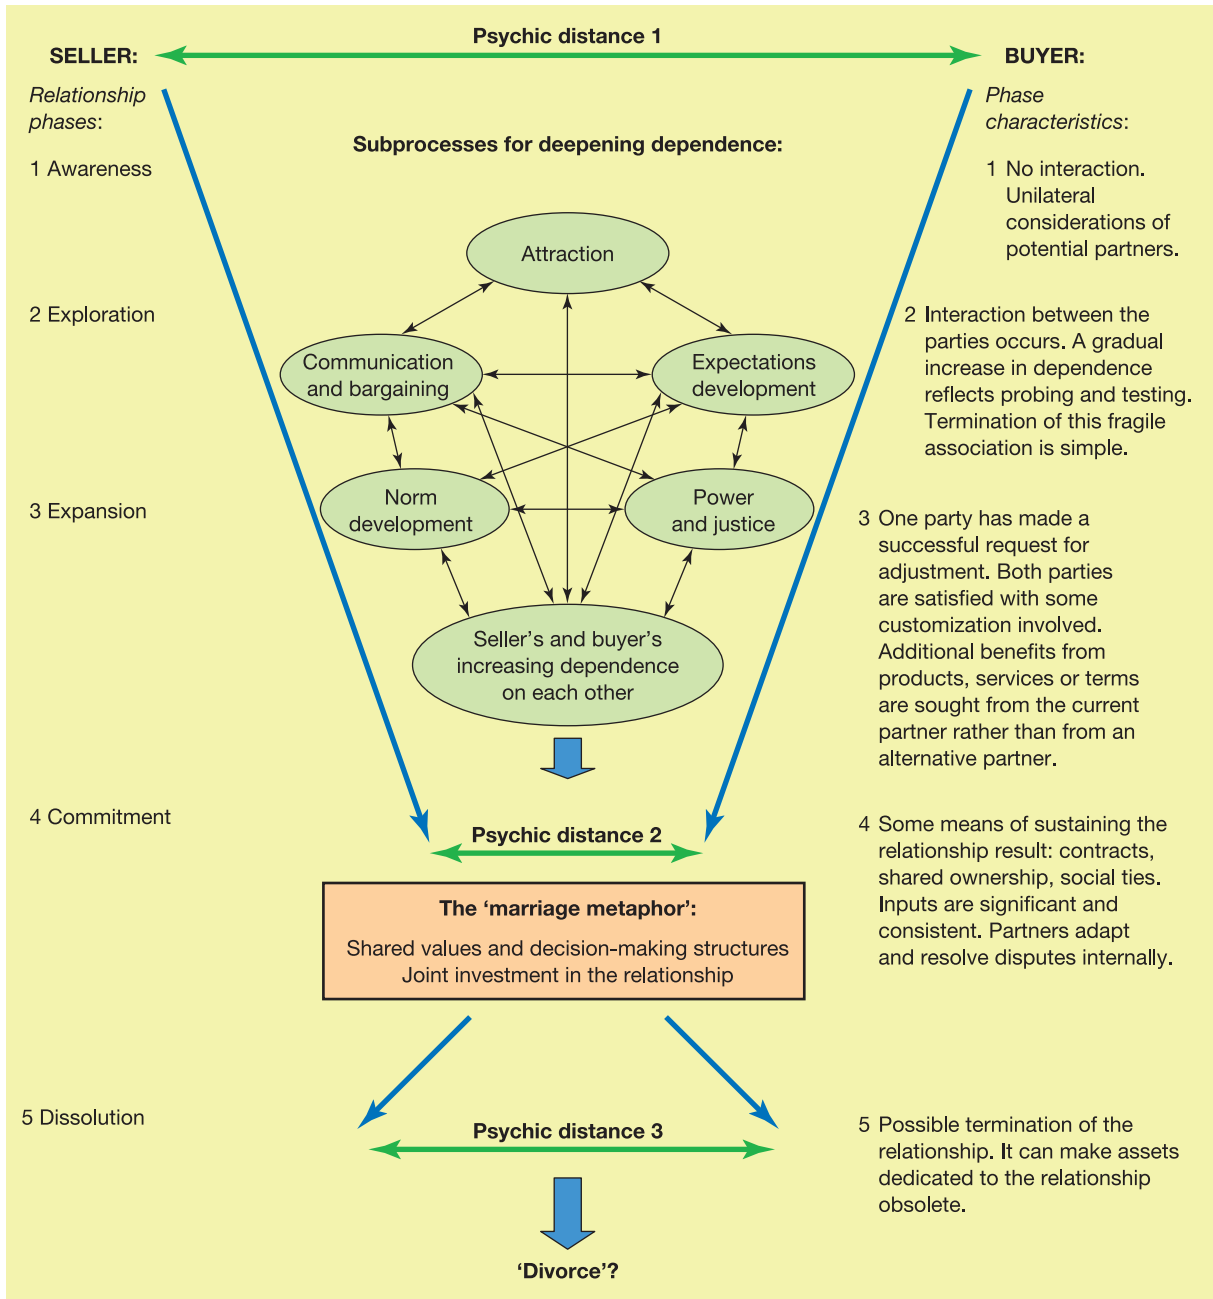 Psychic distance 1
SELLER:
BUYER:
Relationship
phases:
Phase
characteristics:
Subprocesses for deepening dependence:
1 Awareness
1 No interaction.
Unilateral
considerations of
potential partners.
Attraction
2 Exploration
2 Interaction between the
parties occurs. A gradual
increase in dependence
reflects probing and testing.
Termination of this fragile
association is simple.
Communication
and bargaining
Expectations
development
3 Expansion
Norm
development
Power
and justice
3 One party has made a
successful request for
adjustment. Both parties
are satisfied with some
customization involved.
Additional benefits from
products, services or terms
are sought from the current
partner rather than from an
alternative partner.
Seller’s and buyer’s
increasing dependence
on each other
4 Commitment
Psychic distance 2
4 Some means of sustaining the
relationship result: contracts,
shared ownership, social ties.
Inputs are significant and
consistent. Partners adapt
and resolve disputes internally.
The ‘marriage metaphor’:
Shared values and decision-making structures
Joint investment in the relationship
5 Dissolution
Psychic distance 3
5 Possible termination of the
relationship. It can make assets
dedicated to the relationship
obsolete.
‘Divorce’?